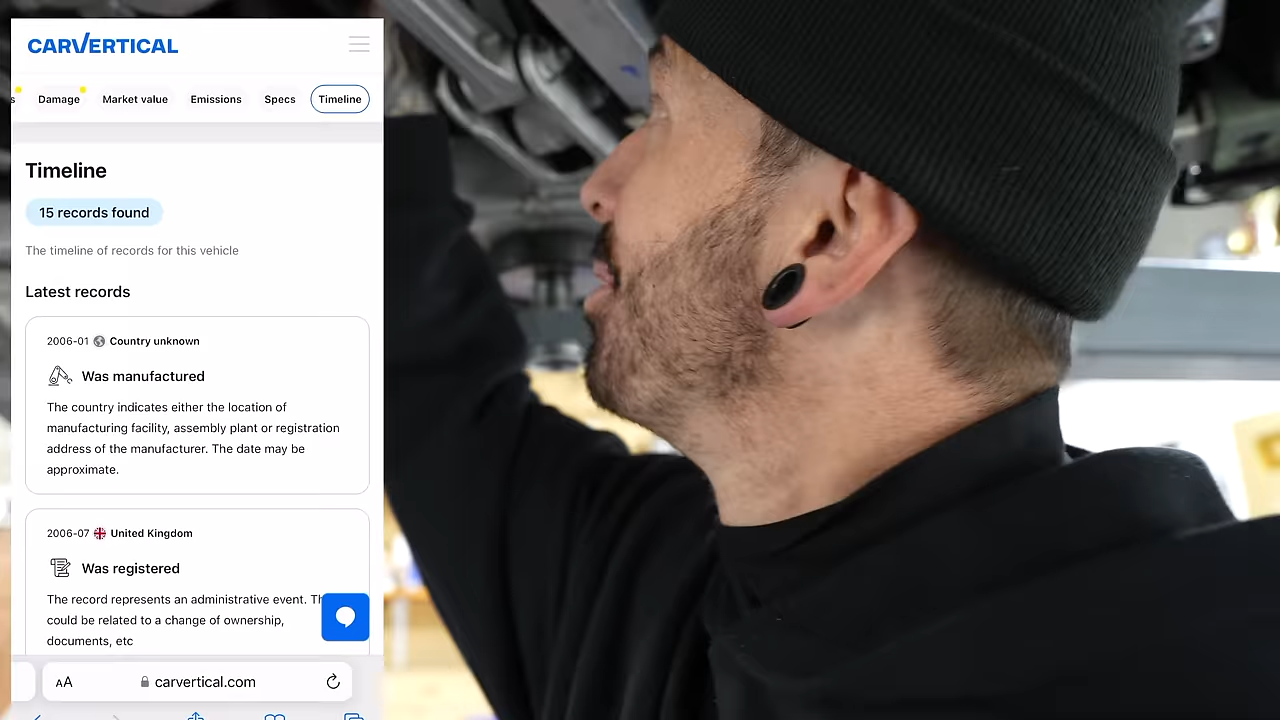 CARVERTICAL
s Damage Market value Emissions Specs Timeline
Timeline
15 records found
The timeline of records for this vehicle
Latest records
2006-01 Country unknown
Was manufactured
The country indicates either the location of
manufacturing facility, assembly plant or registration
address of the manufacturer. The date may be
approximate.
2006-07 United Kingdom
Was registered
The record represents an administrative event. Th
could be related to a change of ownership,
documents, etc
AA carvertical.com